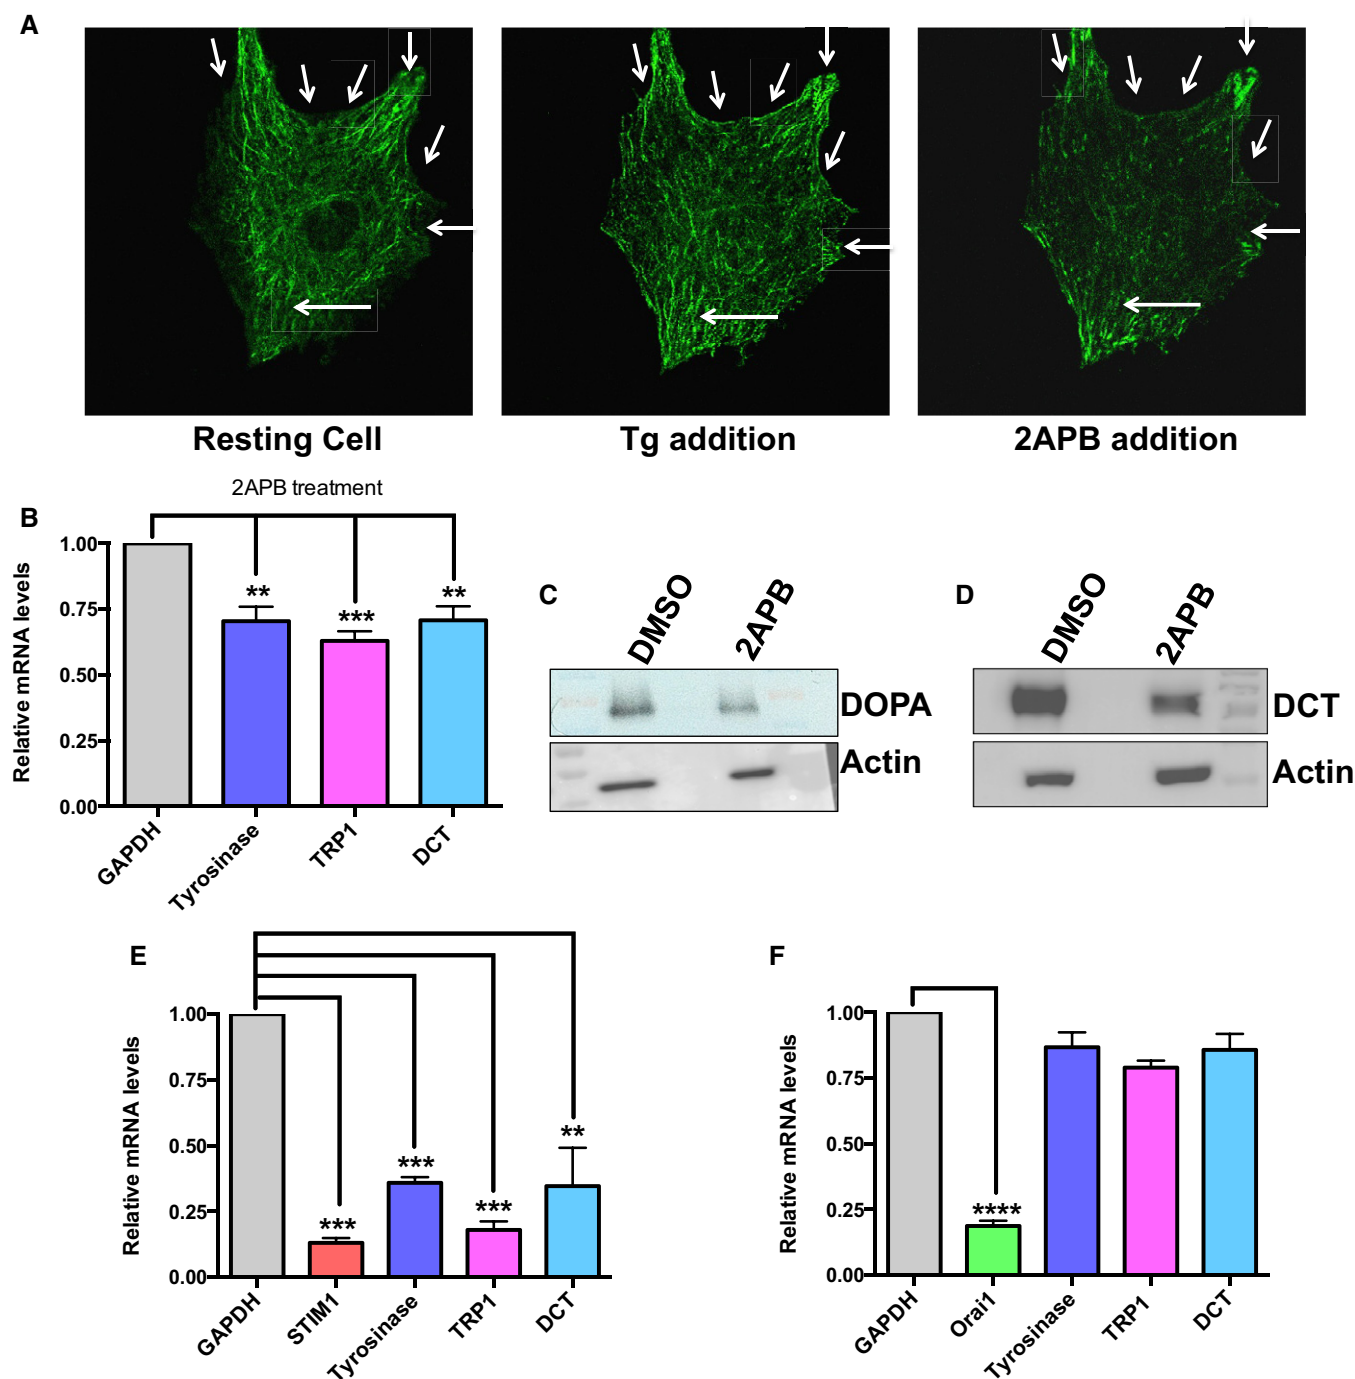 A
Resting Cell
Tg addition
2APB addition
B
2APB treatment
Relative mRNA levels
1.00
0.75
0.50
0.25
0.00
**
***
**
GAPDH
Tyrosinase
TRP1
DCT
C
DMSO
2APB
DOPA
Actin
D
DMSO
2APB
DCT
Actin
E
Relative mRNA levels
1.00
0.75
0.50
0.25
0.00
***
***
***
**
GAPDH
STIM1
Tyrosinase
TRP1
DCT
F
Relative mRNA levels
1.00
0.75
0.50
0.25
0.00
****
GAPDH
Orai1
Tyrosinase
TRP1
DCT